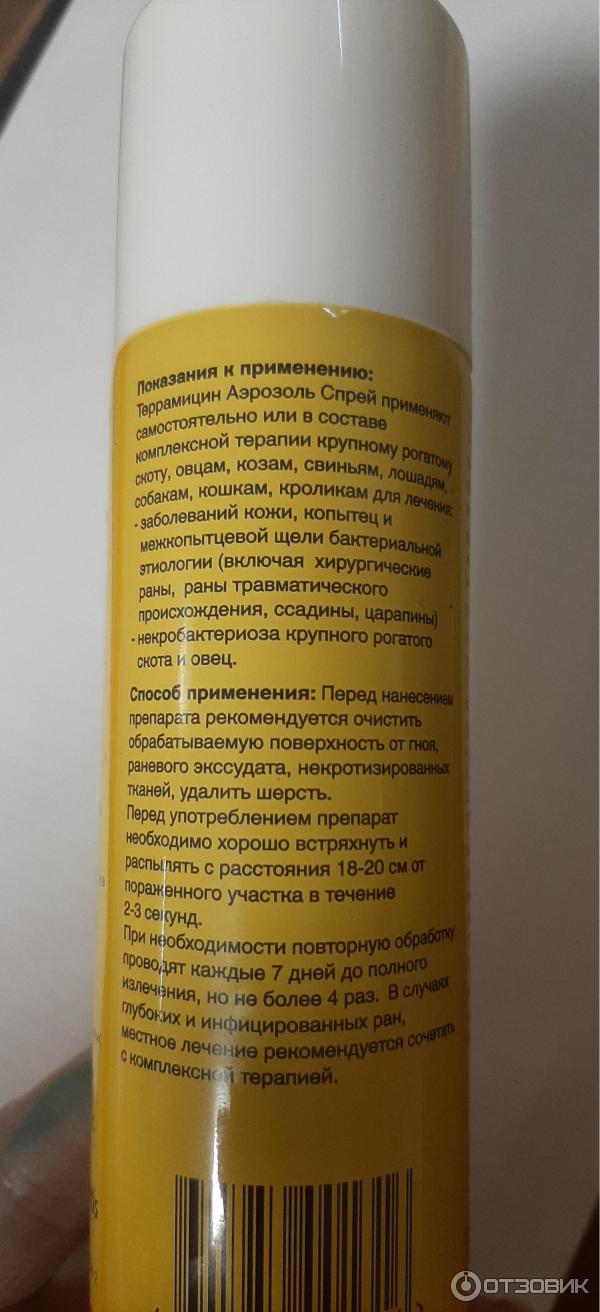 Показания к применению:
Террамицин Аэрозоль Спрей применяют
самостоятельно или в составе
комплексной терапии крупному рогатому
скоту, овцам, козам, свиньям, лошадям,
собакам, кошкам, кроликам для лечения:
- заболеваний кожи, копытец и
межкопытцевой щели бактериальной
этиологии (включая хирургические
раны, раны травматического
происхождения, ссадины, царапины)
- некробактериоза крупного рогатого
скота и овец.
Способ применения: Перед нанесением
препарата рекомендуется очистить
обрабатываемую поверхность от гноя,
раневого экссудата, некротизированных
тканей, удалить шерсть.
Перед употреблением препарат
необходимо хорошо встряхнуть и
распылять с расстояния 18-20 см от
пораженного участка в течение
2-3 секунд.
При необходимости повторную обработку
проводят каждые 7 дней до полного
излечения, но не более 4 раз. В случаях
глубоких и инфицированных ран,
местное лечение рекомендуется сочетать
с комплексной терапией.
ОТЗОВИК